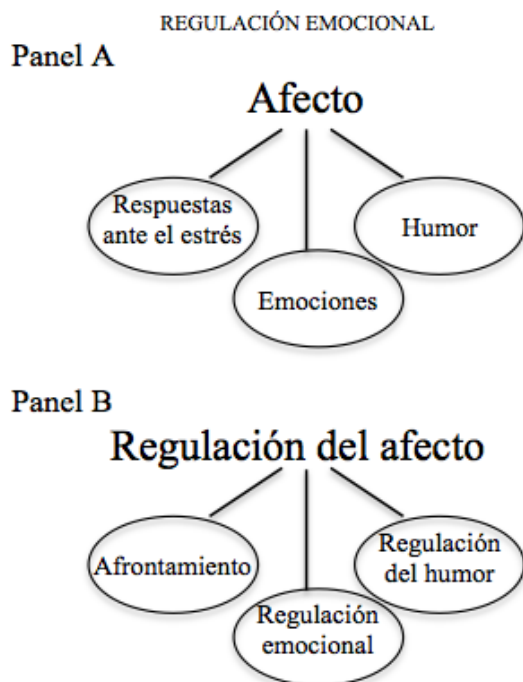 REGULACIÓN EMOCIONAL
Panel A
Afecto
Respuestas
ante el estrés
Humor
Emociones
Panel B
Regulación del afecto
Afrontamiento
Regulación
del humor
Regulación
emocional